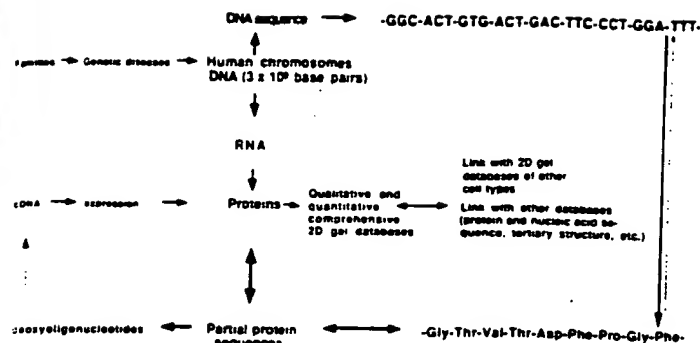 DNA sequence
-GGC-ACT-GTG-ACT-GAC-TTC-CCT-GGA-TTT-
Genetic diseases
Human chromosomes
DNA (3 x 10⁹ base pairs)
RNA
cDNA
expression
Proteins
Qualitative and
quantitative
comprehensive
2D gel databases
Link with 2D gel
databases of other
cell types
Link with other databases
(protein and nucleic acid se-
quence, tertiary structure, etc.)
deoxyoligonucleotides
Partial protein
sequences
-Gly-Thr-Val-Thr-Asp-Phe-Pro-Gly-Phe-